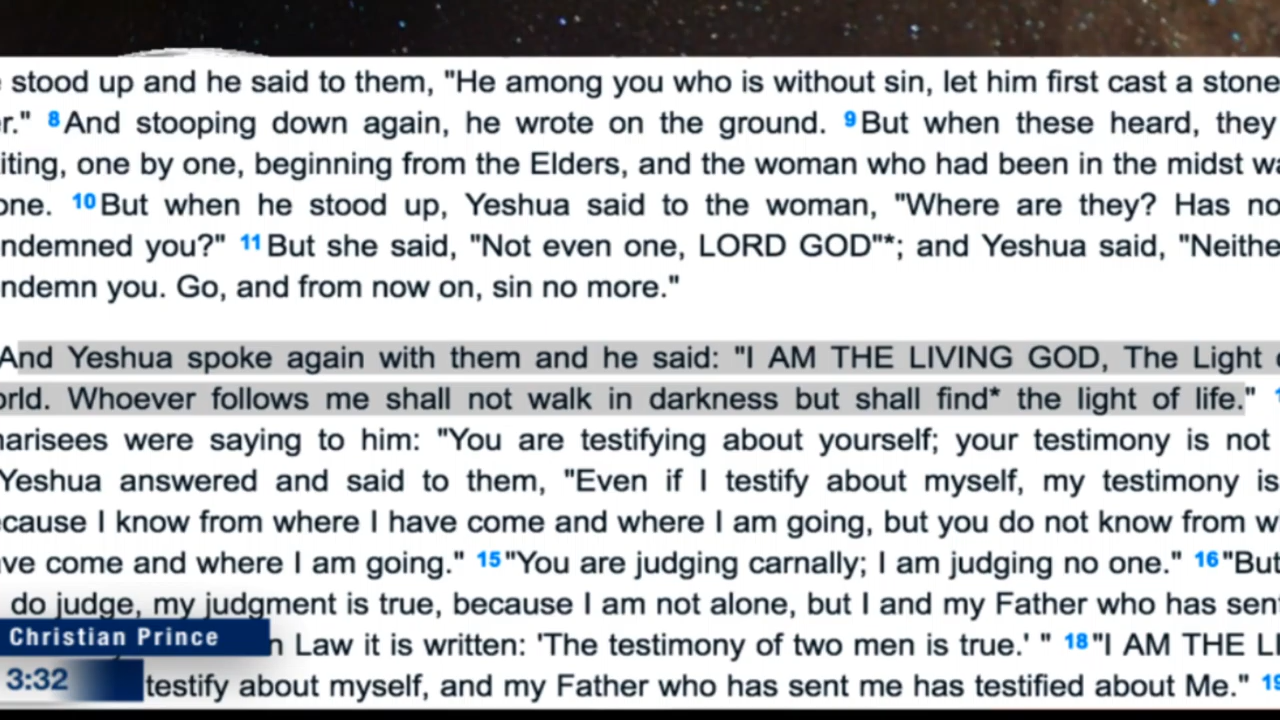 stood up and he said to them, "He among you who is without sin, let him first cast a stone
r." 8 And stooping down again, he wrote on the ground. 9 But when these heard, they
iting, one by one, beginning from the Elders, and the woman who had been in the midst wa
one. 10 But when he stood up, Yeshua said to the woman, "Where are they? Has no
ndemned you?" 11 But she said, "Not even one, LORD GOD"*; and Yeshua said, "Neithe
ndemn you. Go, and from now on, sin no more."
And Yeshua spoke again with them and he said: "I AM THE LIVING GOD, The Light
orld. Whoever follows me shall not walk in darkness but shall find* the light of life."
harisees were saying to him: "You are testifying about yourself; your testimony is not
Yeshua answered and said to them, "Even if I testify about myself, my testimony is
ecause I know from where I have come and where I am going, but you do not know from w
ve come and where I am going." 15 "You are judging carnally; I am judging no one." 16 "But
do judge, my judgment is true, because I am not alone, but I and my Father who has sent
Christian Prince
n Law it is written: 'The testimony of two men is true.' " 18 "I AM THE LI
3:32
testify about myself, and my Father who has sent me has testified about Me." 19